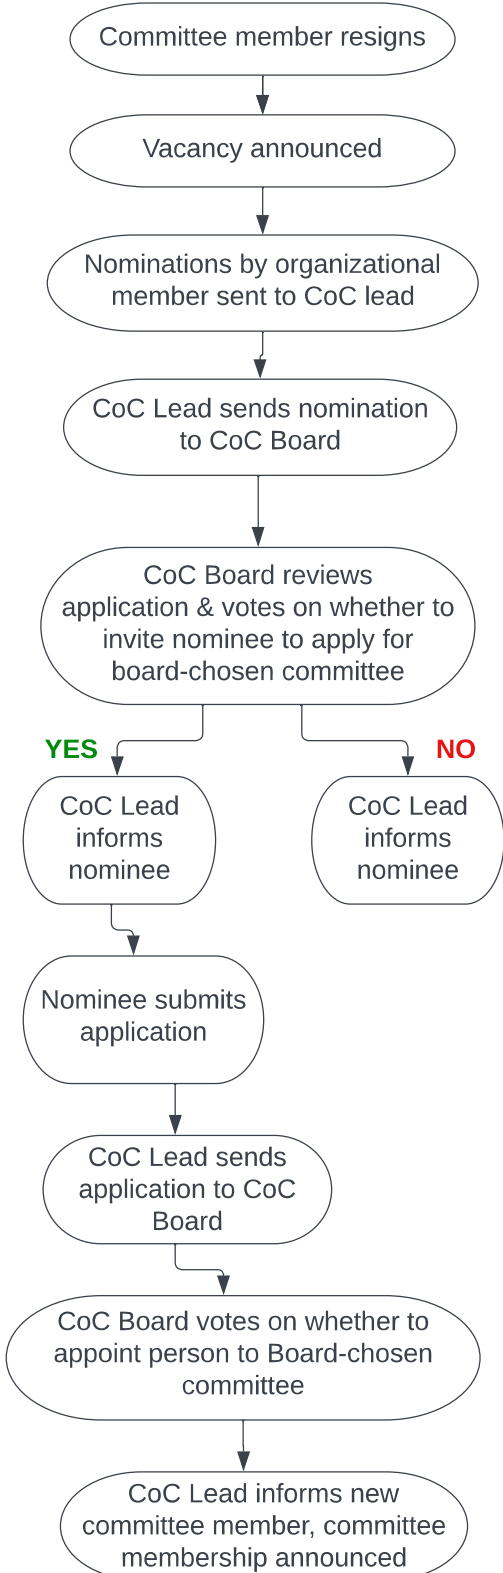 Committee member resigns
Vacancy announced
Nominations by organizational
member sent to CoC lead
CoC Lead sends nomination
to CoC Board
CoC Board reviews
application & votes on whether to
invite nominee to apply for
board-chosen committee
YES
NO
CoC Lead
informs
nominee
CoC Lead
informs
nominee
Nominee submits
application
CoC Lead sends
application to CoC
Board
CoC Board votes on whether to
appoint person to Board-chosen
committee
CoC Lead informs new
committee member, committee
membership announced